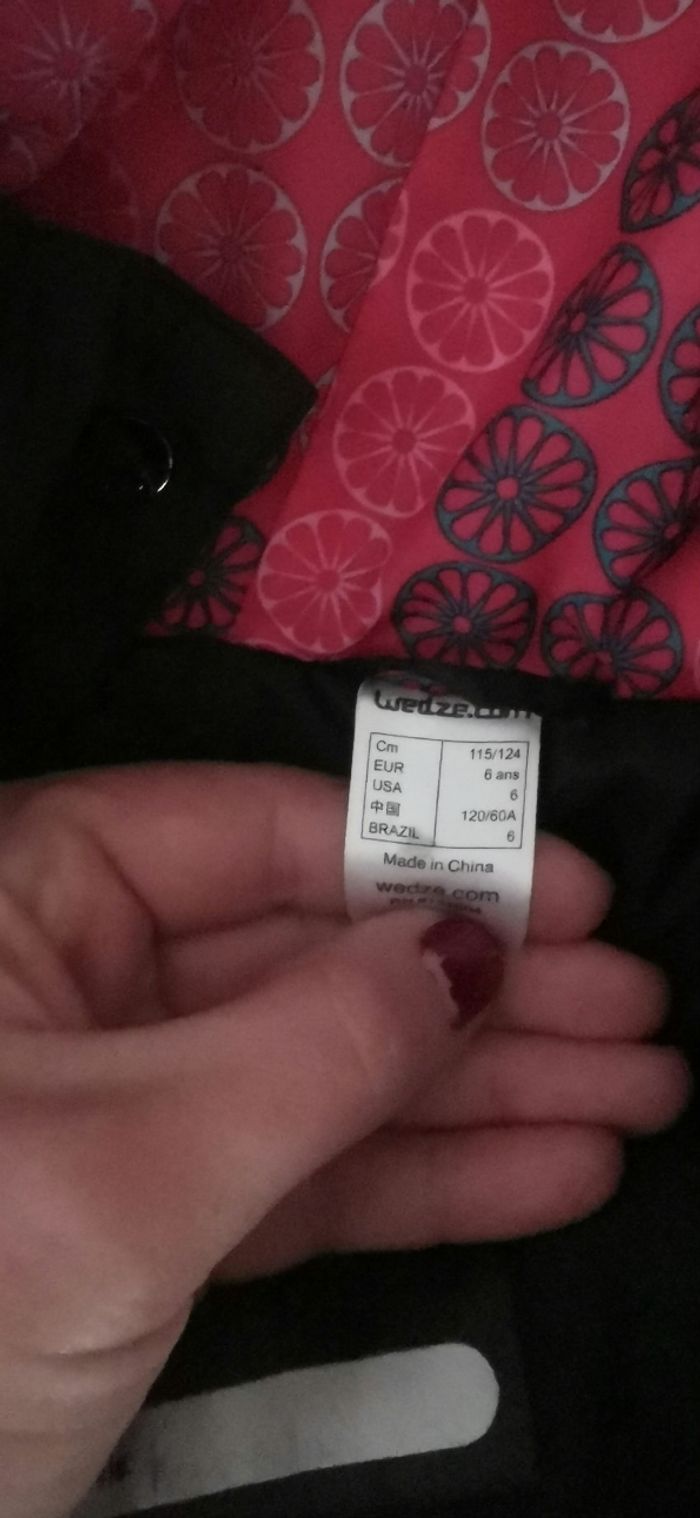 wedze.com
Cm 115/124
EUR 6 ans
USA 6
中国 120/60A
BRAZIL 6
Made in China
wedze.com